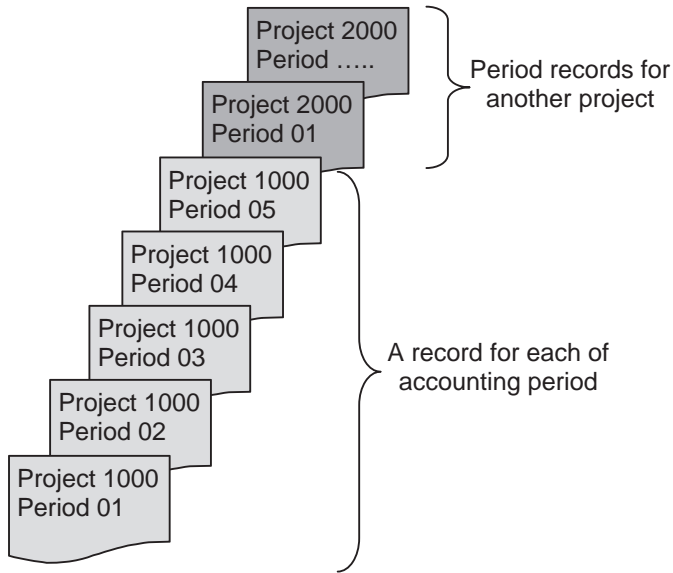 Project 2000
Period …..
Project 2000
Period 01
Project 1000
Period 05
Project 1000
Period 04
Project 1000
Period 03
Project 1000
Period 02
Project 1000
Period 01
Period records for
another project
A record for each of
accounting period